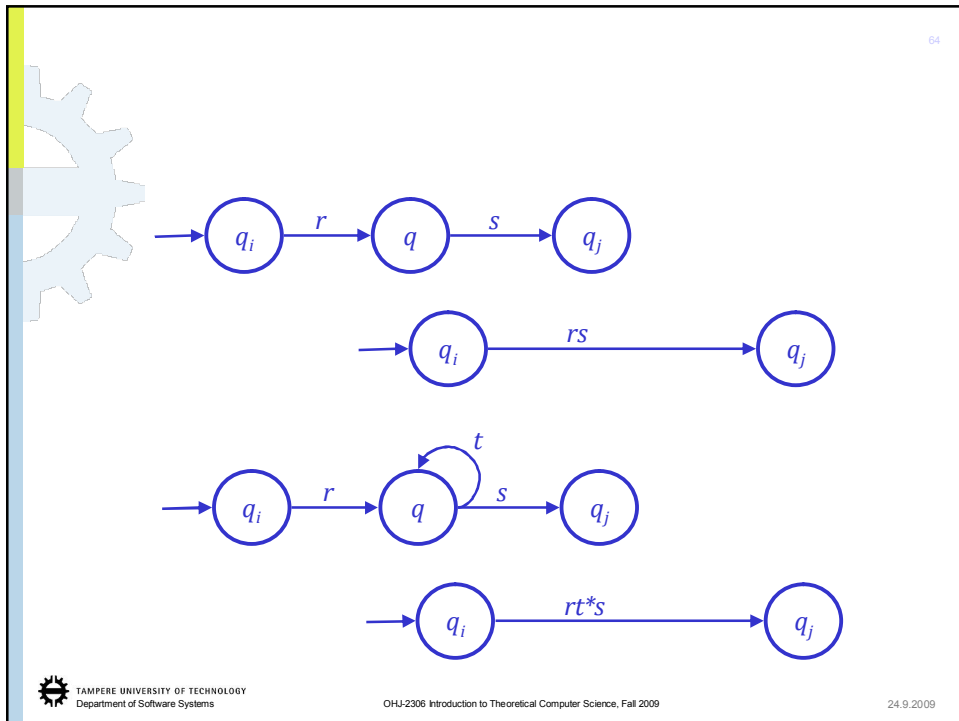 64
q_i r q s q_j
q_i rs q_j
t
q_i r q s q_j
q_i rt*s q_j
TAMPERE UNIVERSITY OF TECHNOLOGY
Department of Software Systems
OHJ-2306 Introduction to Theoretical Computer Science, Fall 2009
24.9.2009